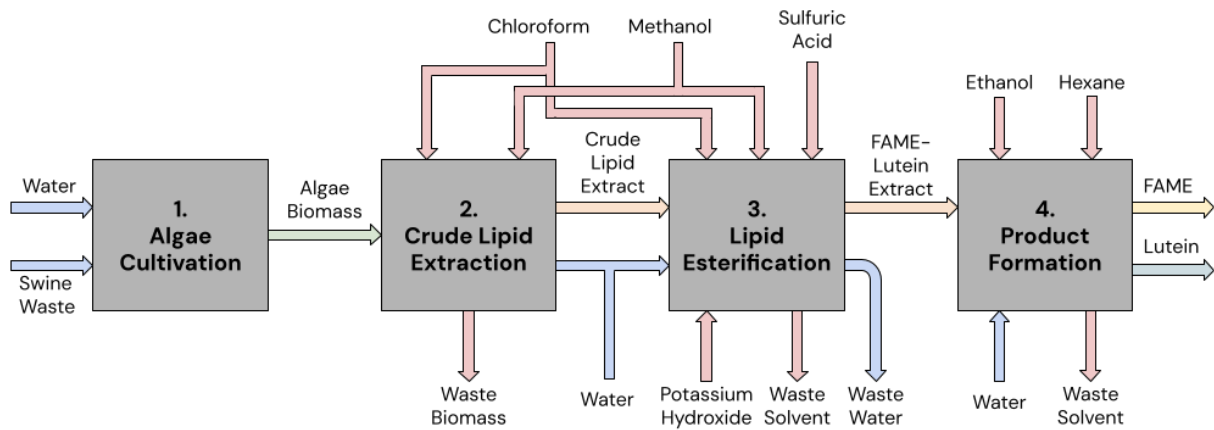 Chloroform
Methanol
Sulfuric
Acid
Ethanol
Hexane
Water
Swine
Waste
1.
Algae
Cultivation
Algae
Biomass
2.
Crude Lipid
Extraction
Crude
Lipid
Extract
Waste
Biomass
Water
3.
Lipid
Esterification
Potassium
Hydroxide
Waste
Solvent
Waste
Water
FAME-
Lutein
Extract
4.
Product
Formation
FAME
Lutein
Water
Waste
Solvent